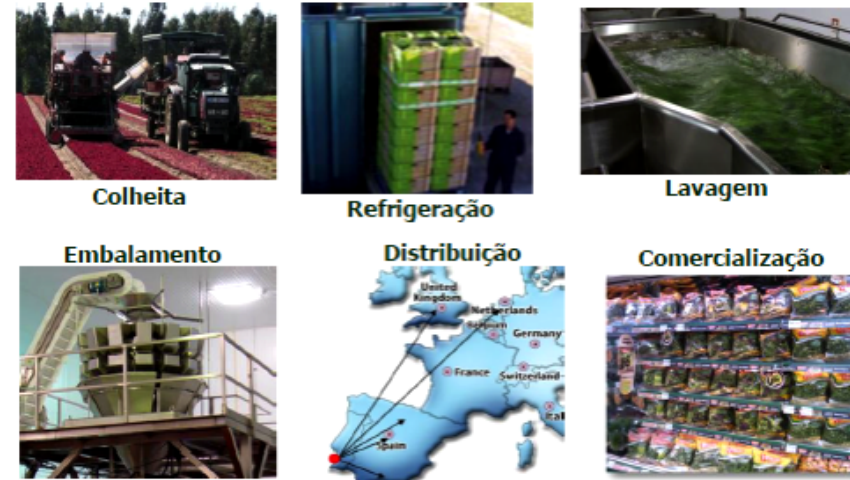 Colheita
Refrigeração
Lavagem
Embalamento
Distribuição
Comercialização
United
Kingdom
Netherlands
Belgium
Germany
France
Switzerland
Spain